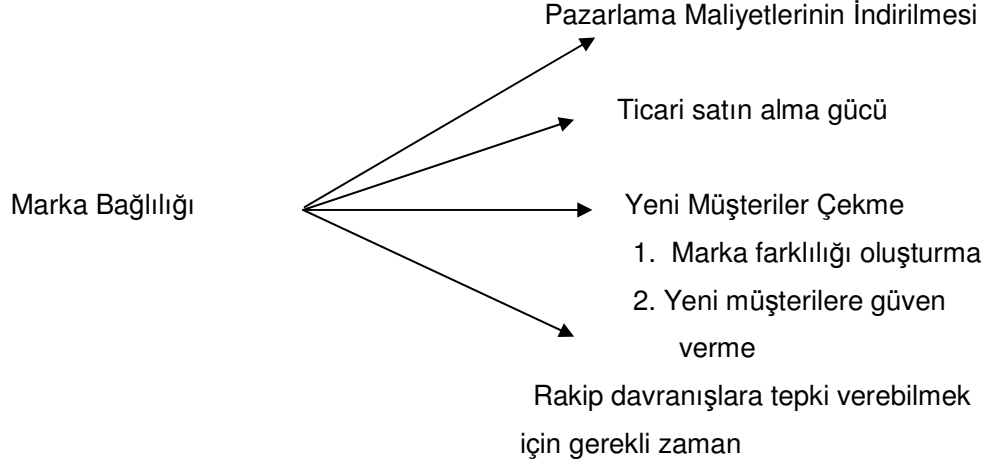 Pazarlama Maliyetlerinin İndirilmesi
Ticari satın alma gücü
Marka Bağlılığı
Yeni Müşteriler Çekme
1. Marka farklılığı oluşturma
2. Yeni müşterilere güven
verme
Rakip davranışlara tepki verebilmek
için gerekli zaman